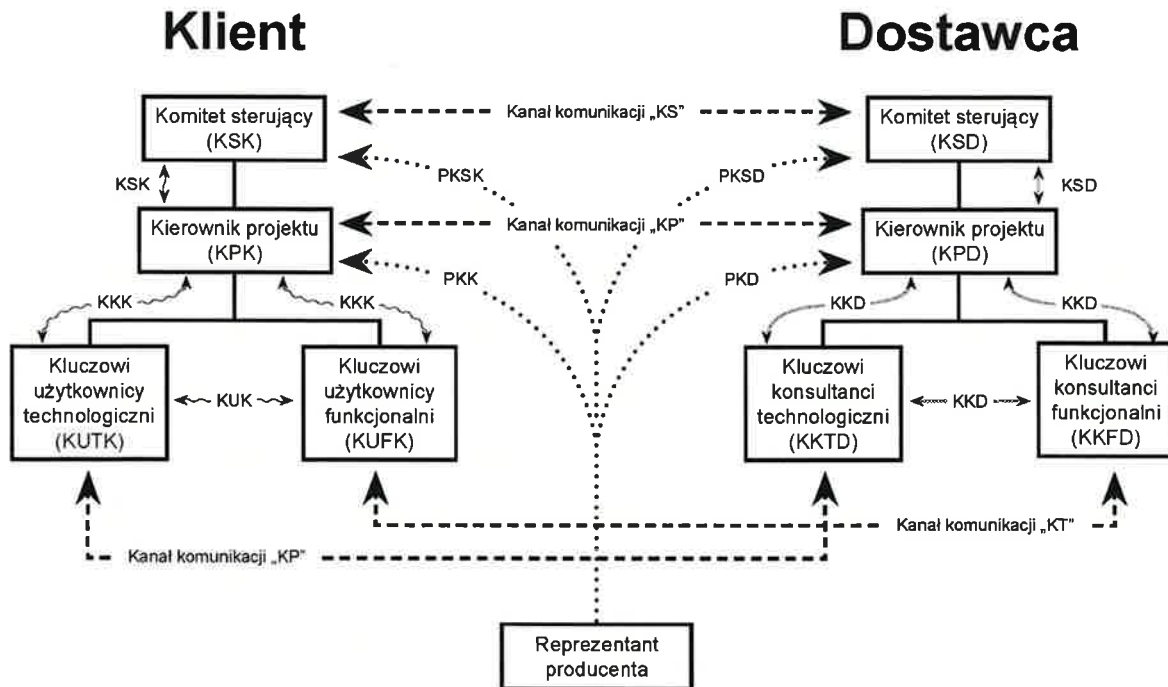 Klient
Dostawca
Komitet sterujący
(KSK)
Kanał komunikacji „KS”
Komitet sterujący
(KSD)
KSK
PKSK
PKSD
KSD
Kierownik projektu
(KPK)
Kanał komunikacji „KP”
Kierownik projektu
(KPD)
PKK
PKD
KKK
KKK
KKD
KKD
Kluczowi
użytkownicy
technologiczni
(KUTK)
KUK
Kluczowi
użytkownicy
funkcjonalni
(KUFK)
Kluczowi
konsultanci
technologiczni
(KKTD)
KKD
Kluczowi
konsultanci
funkcjonalni
(KKFD)
Kanał komunikacji „KT”
Kanał komunikacji „KP”
Reprezentant
producenta